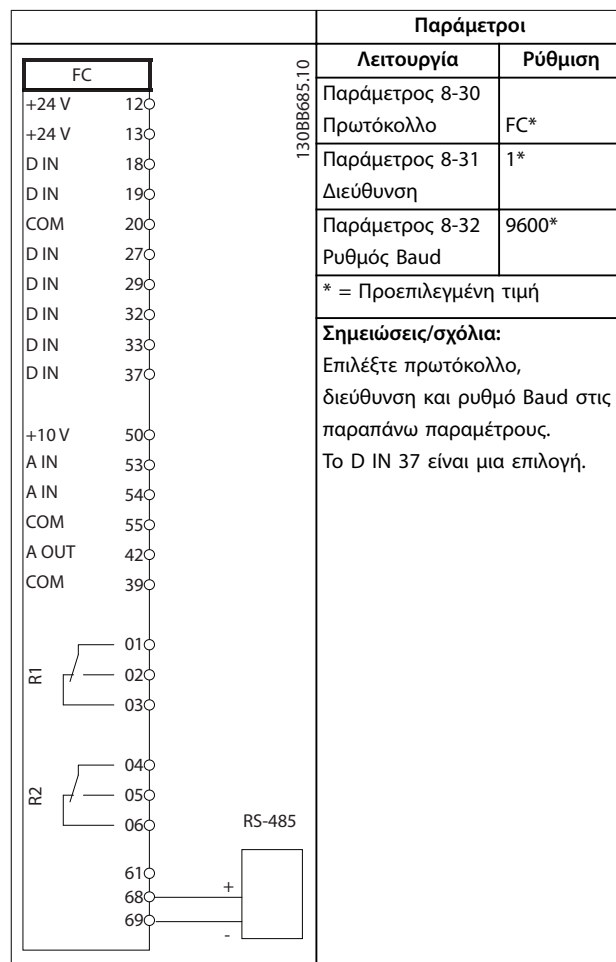 Παράμετροι
FC
130BB685.10
Λειτουργία Ρύθμιση
+24 V 12
+24 V 13
D IN 18
D IN 19
COM 20
D IN 27
D IN 29
D IN 32
D IN 33
D IN 37
+10 V 50
A IN 53
A IN 54
COM 55
A OUT 42
COM 39
R1
01
02
03
R2
04
05
06
RS-485
61
68 +
69 -
Παράμετρος 8-30
Πρωτόκολλο FC*
Παράμετρος 8-31 1*
Διεύθυνση
Παράμετρος 8-32 9600*
Ρυθμός Baud
* = Προεπιλεγμένη τιμή
Σημειώσεις/σχόλια:
Επιλέξτε πρωτόκολλο,
διεύθυνση και ρυθμό Baud στις
παραπάνω παραμέτρους.
Το D IN 37 είναι μια επιλογή.